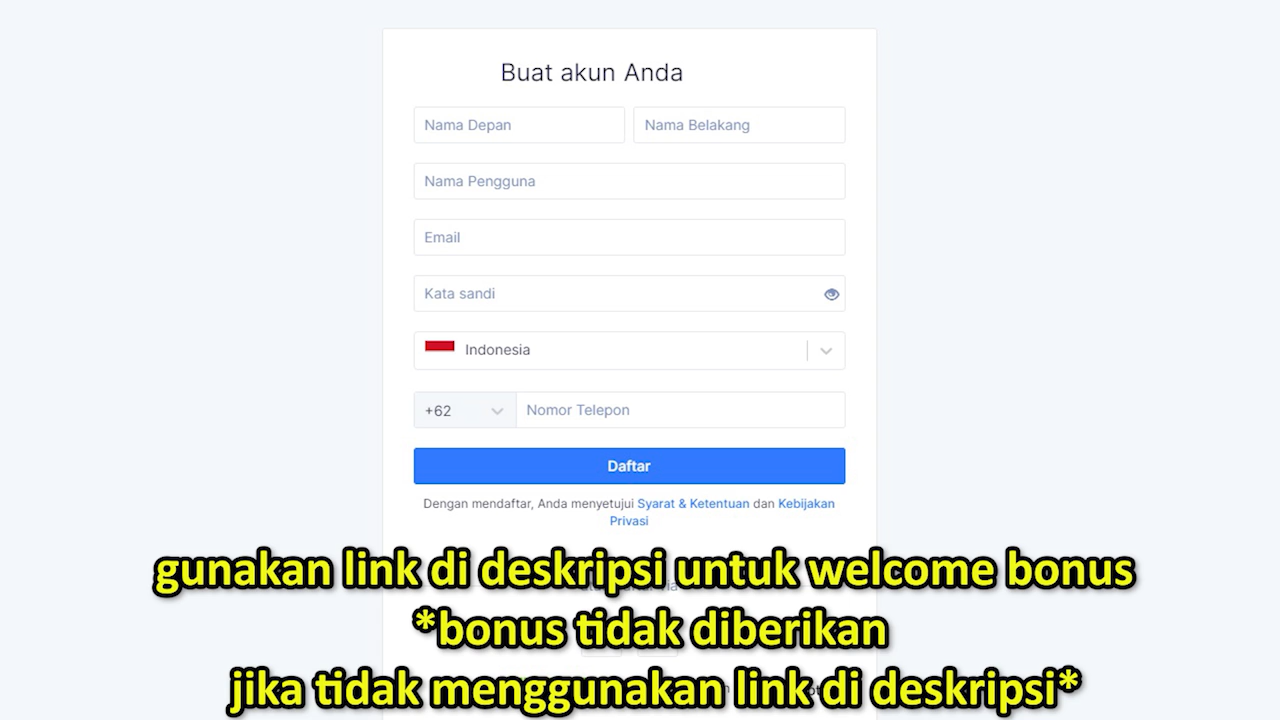 Buat akun Anda
Nama Depan
Nama Belakang
Nama Pengguna
Email
Kata sandi
Indonesia
+62
Nomor Telepon
Daftar
Dengan mendaftar, Anda menyetujui Syarat & Ketentuan dan Kebijakan
Privasi
gunakan link di deskripsi untuk welcome bonus
*bonus tidak diberikan
jika tidak menggunakan link di deskripsi*